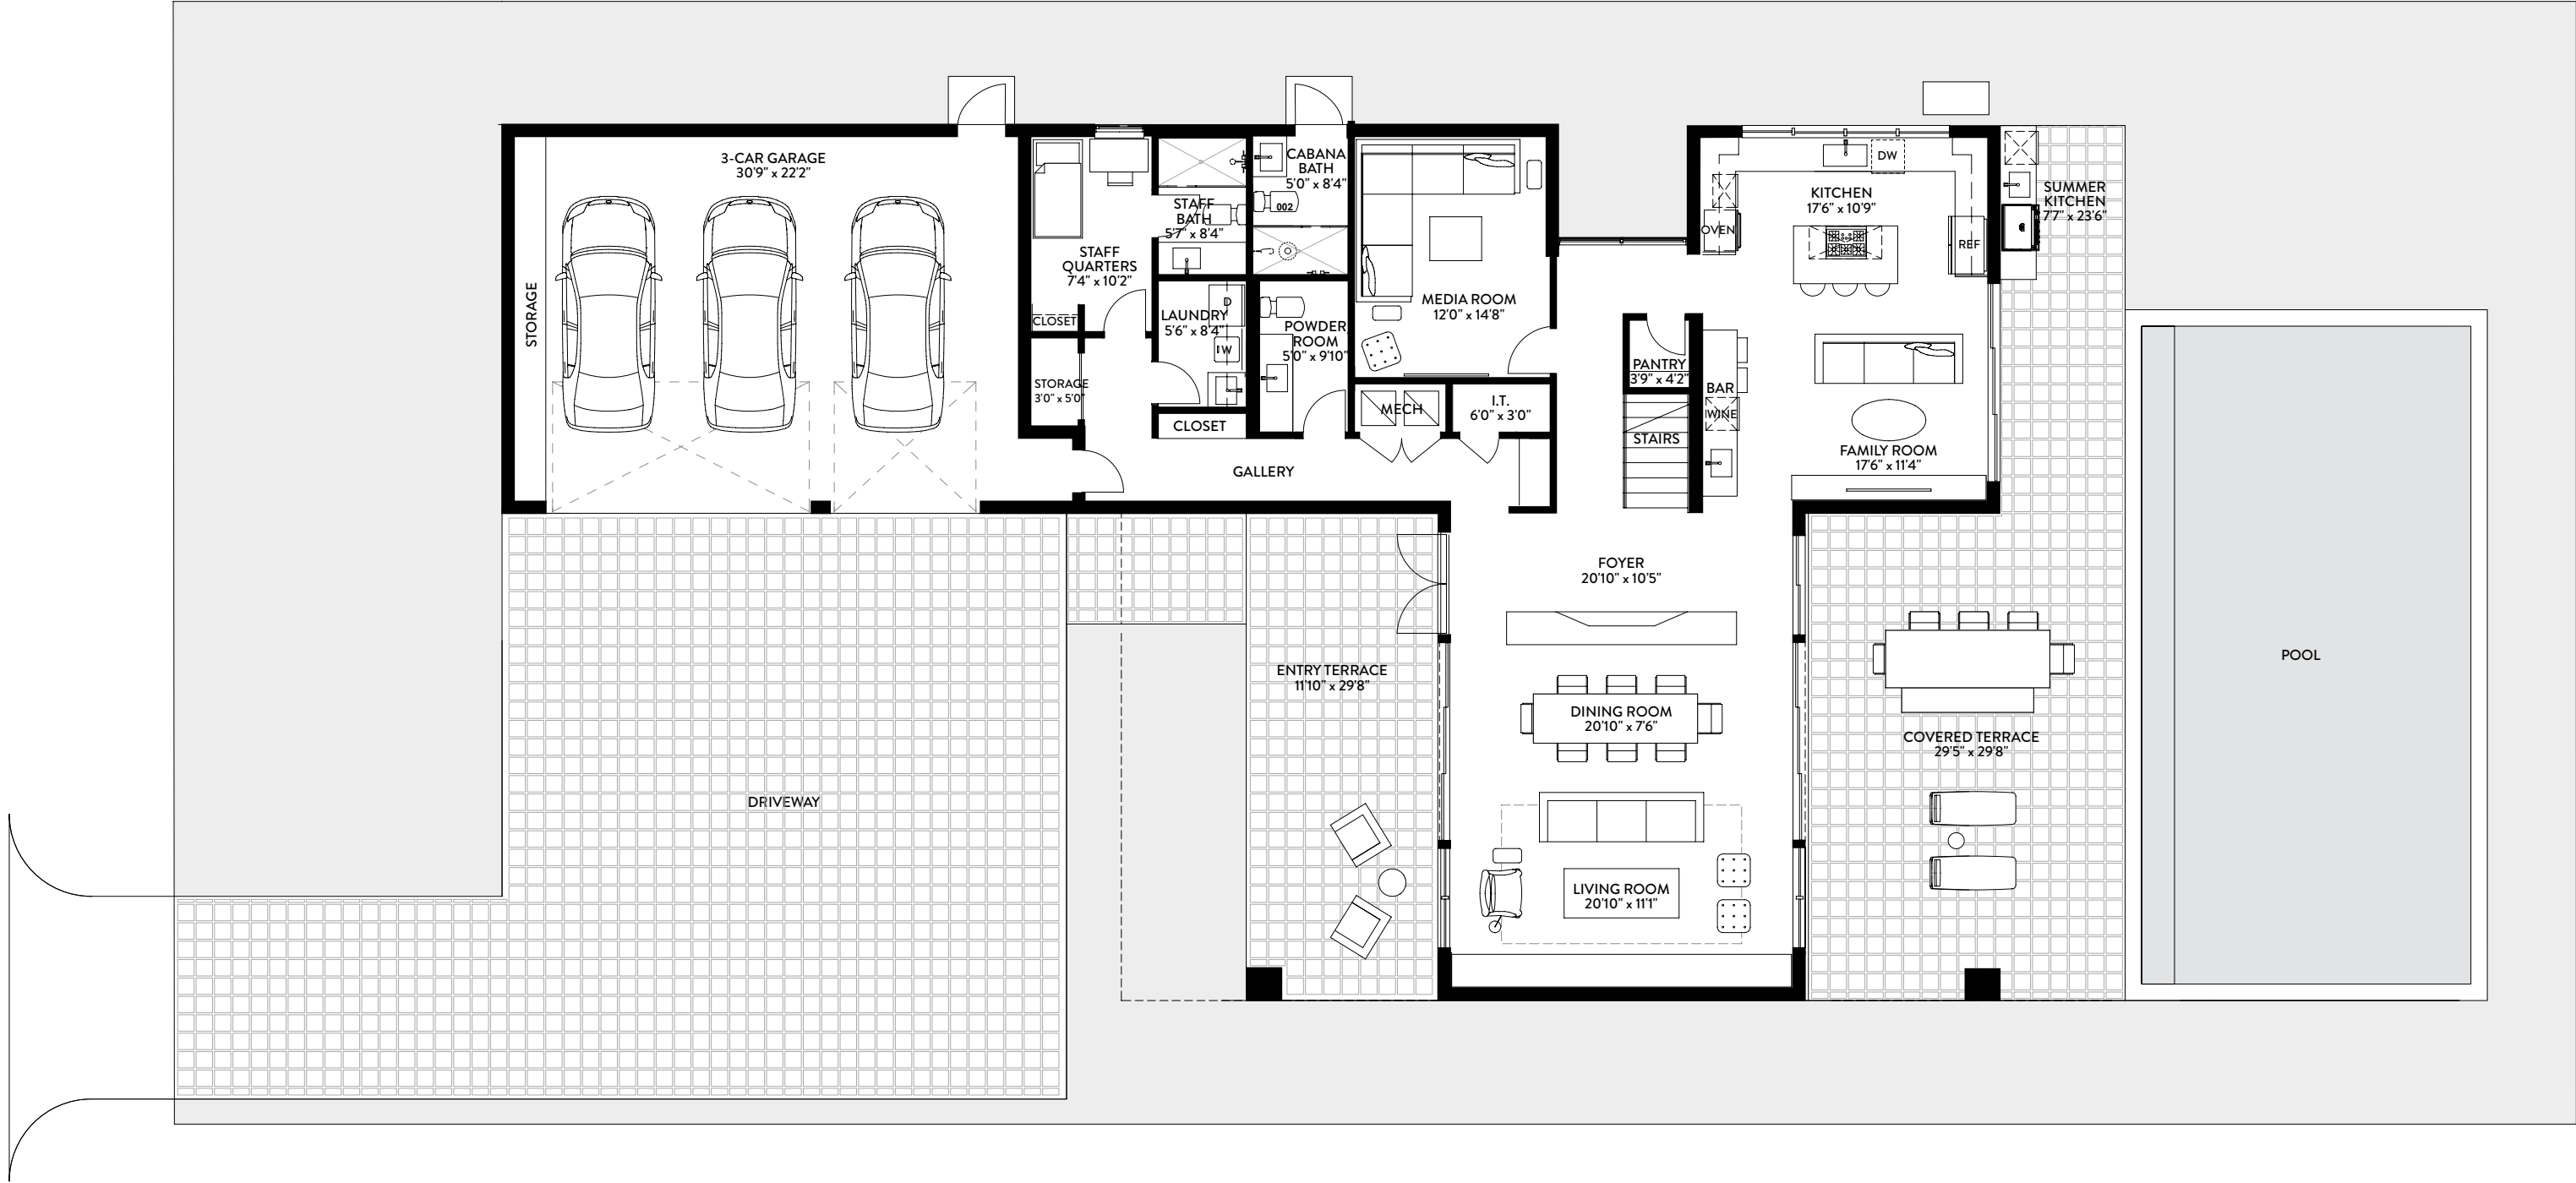 3-CAR GARAGE
30'9" x 22'2"
STORAGE
STAFF
QUARTERS
7'4" x 10'2"
CLOSET
STORAGE
3'0" x 5'0"
STAFF
BATH
5'7" x 8'4"
LAUNDRY
5'6" x 8'4"
D
W
CLOSET
CABANA
BATH
5'0" x 8'4"
002
POWDER
ROOM
5'0" x 9'10"
MEDIA ROOM
12'0" x 14'8"
MECH
I.T.
6'0" x 3'0"
GALLERY
PANTRY
3'9" x 4'2"
STAIRS
BAR
WINE
KITCHEN
17'6" x 10'9"
DW
OVEN
REF
SUMMER
KITCHEN
7'7" x 23'6"
FAMILY ROOM
17'6" x 11'4"
FOYER
20'10" x 10'5"
ENTRY TERRACE
11'10" x 29'8"
DINING ROOM
20'10" x 7'6"
COVERED TERRACE
29'5" x 29'8"
POOL
DRIVEWAY
LIVING ROOM
20'10" x 11'1"